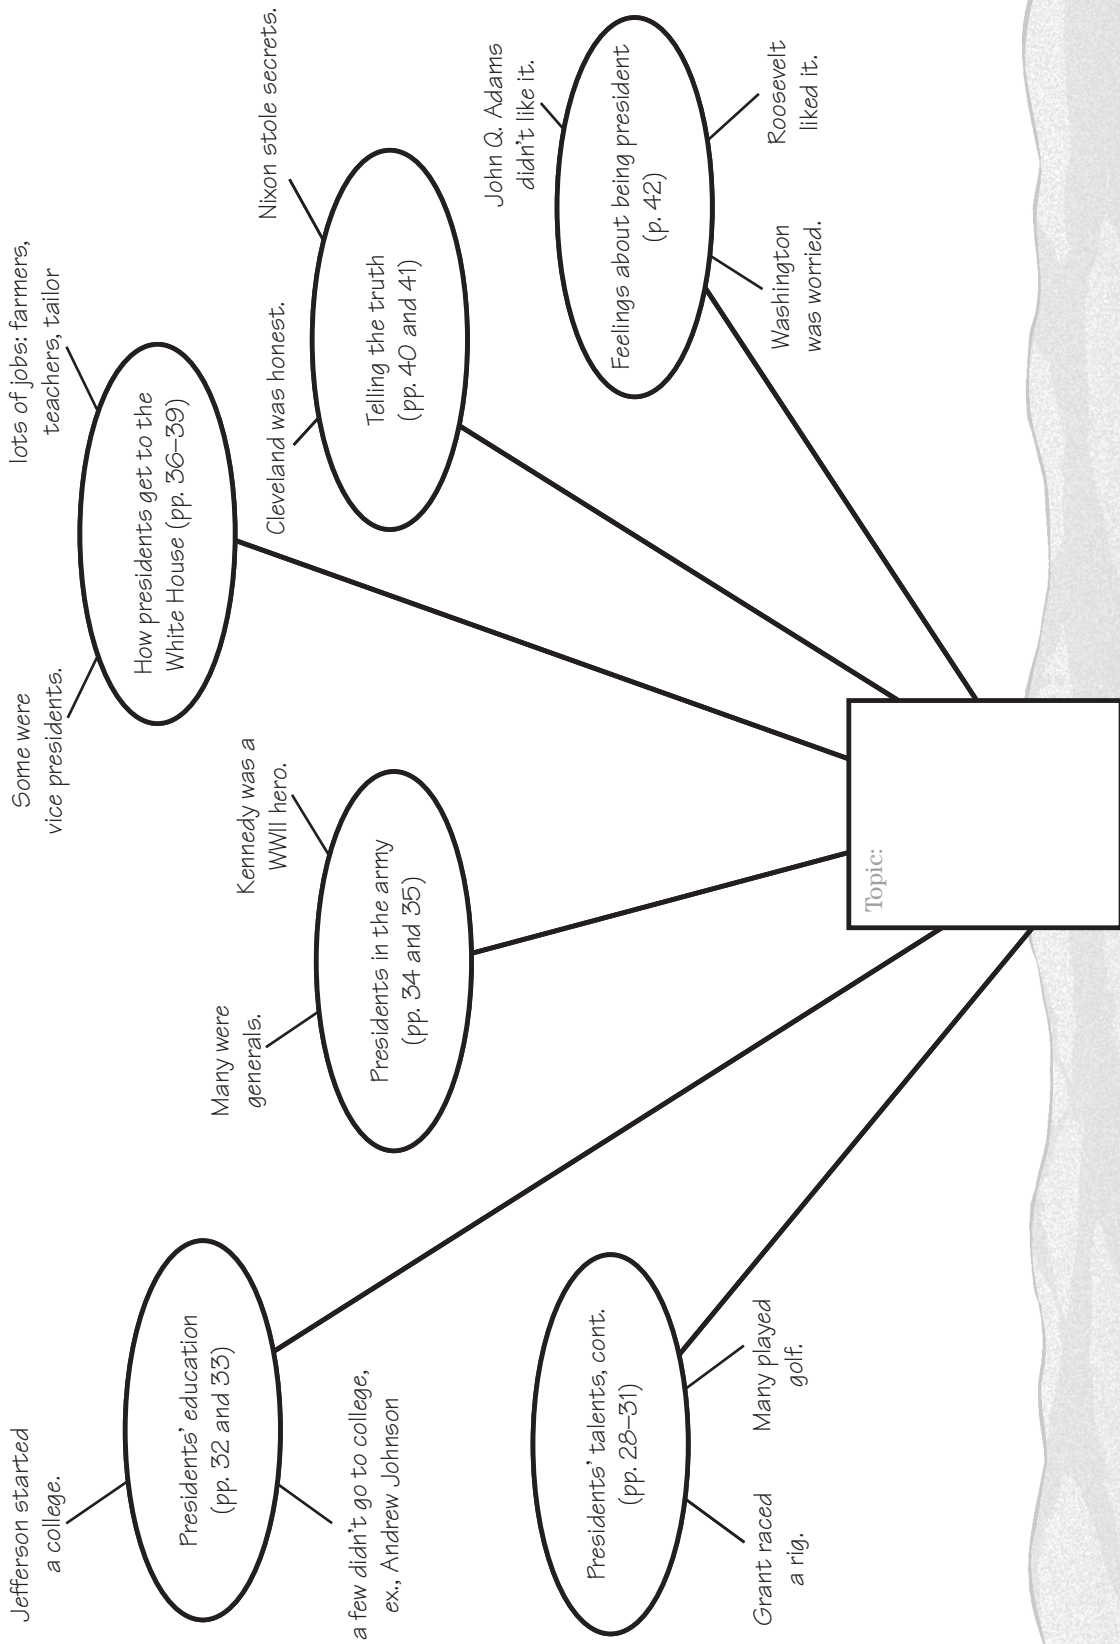 Jefferson started
a college.
Presidents’ education
(pp. 32 and 33)
a few didn’t go to college,
ex., Andrew Johnson
Presidents’ talents, cont.
(pp. 28–31)
Grant raced
a rig.
Many played
golf.
Many were
generals.
Kennedy was a
WWII hero.
Presidents in the army
(pp. 34 and 35)
Some were
vice presidents.
lots of jobs: farmers,
teachers, tailor
How presidents get to the
White House (pp. 36–39)
Cleveland was honest.
Nixon stole secrets.
Telling the truth
(pp. 40 and 41)
John Q. Adams
didn’t like it.
Feelings about being president
(p. 42)
Washington
was worried.
Roosevelt
liked it.
Topic: